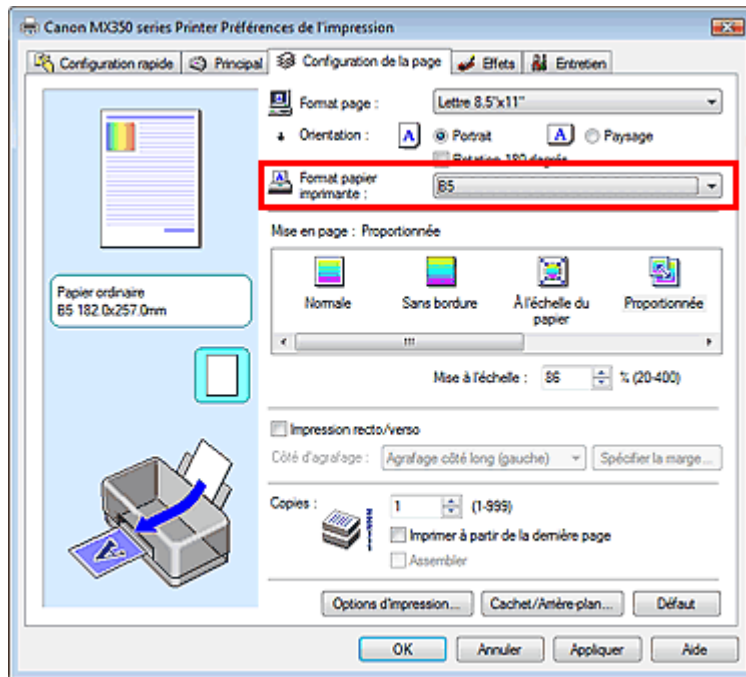 Canon MX350 series Printer Préférences de l'impression
Configuration rapide Principal Configuration de la page Effets Entretien
Format page : Lettre 8.5"x11"
Orientation : A Portrait A Paysage
Rotation 180 degrés
Format papier
imprimante : B5
Mise en page : Proportionnée
Normale Sans bordure À l'échelle du
papier Proportionnée
Papier ordinaire
B5 182.0x257.0mm
Mise à l'échelle : 86 % (20-400)
Impression recto/verso
Côté d'agrafage : Agrafage côté long (gauche) Spécifier la marge...
Copies : 1 (1-999)
Imprimer à partir de la dernière page
Assembler
Options d'impression... Cachet/Arrière-plan... Défaut
OK Annuler Appliquer Aide